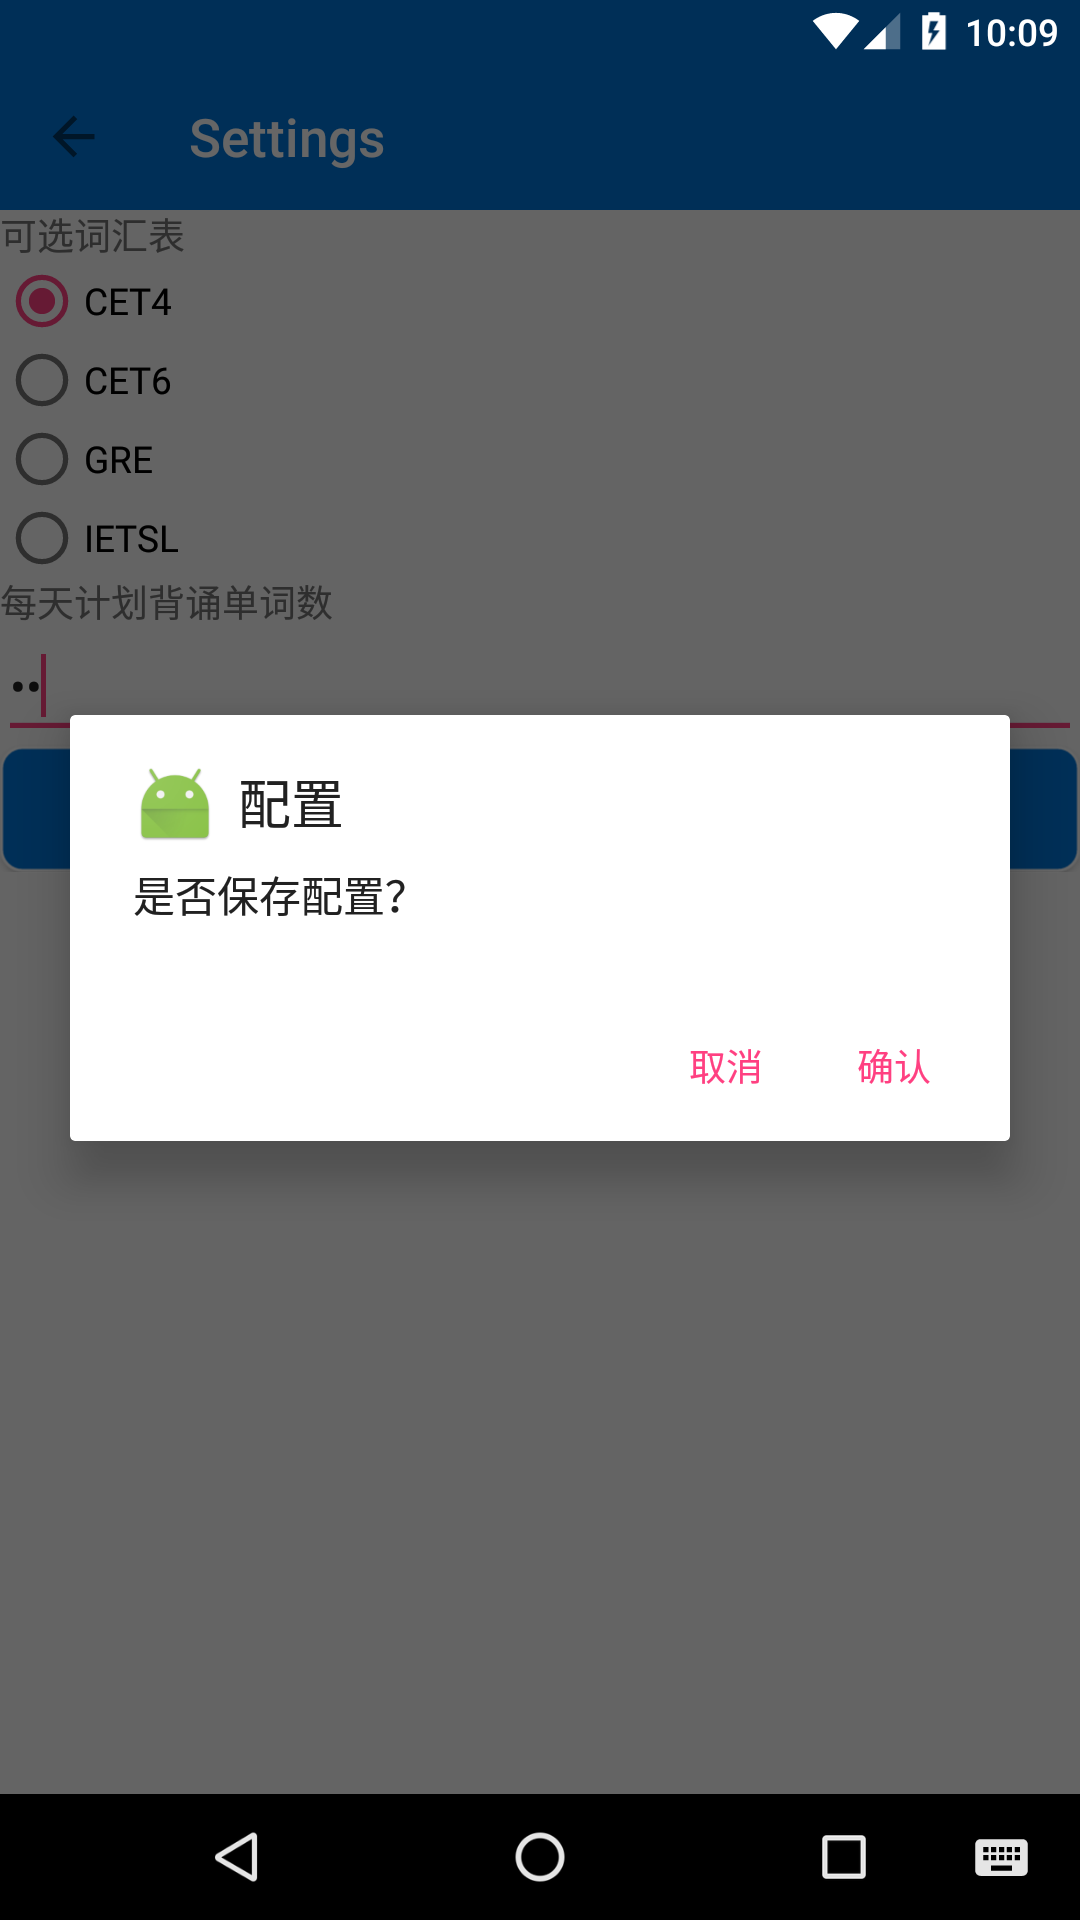 10:09
Settings
可选词汇表
CET4
CET6
GRE
IETSL
每天计划背诵单词数
••
配置
是否保存配置?
取消
确认